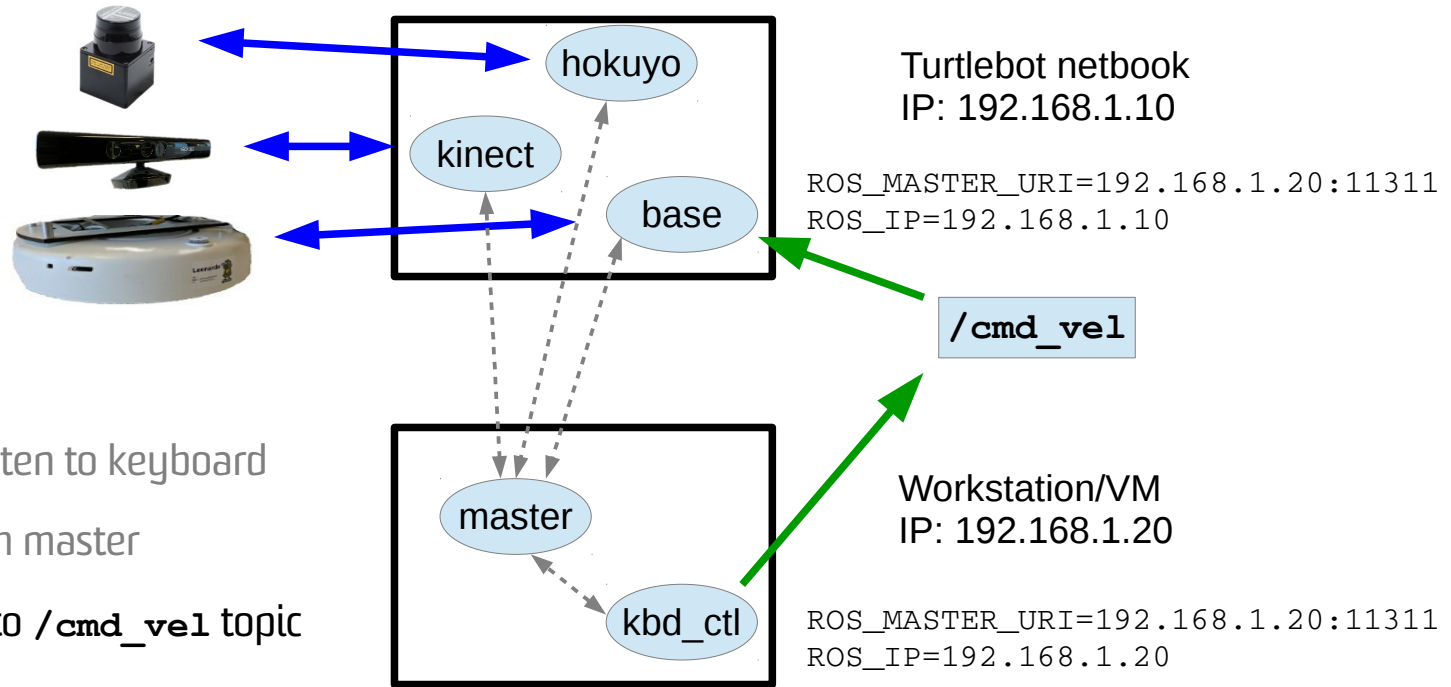 hokuyo
kinect
base
Turtlebot netbook
IP: 192.168.1.10
ROS_MASTER_URI=192.168.1.20:11311
ROS_IP=192.168.1.10
/cmd_vel
ten to keyboard
n master
to /cmd_vel topic
master
kbd_ctl
Workstation/VM
IP: 192.168.1.20
ROS_MASTER_URI=192.168.1.20:11311
ROS_IP=192.168.1.20